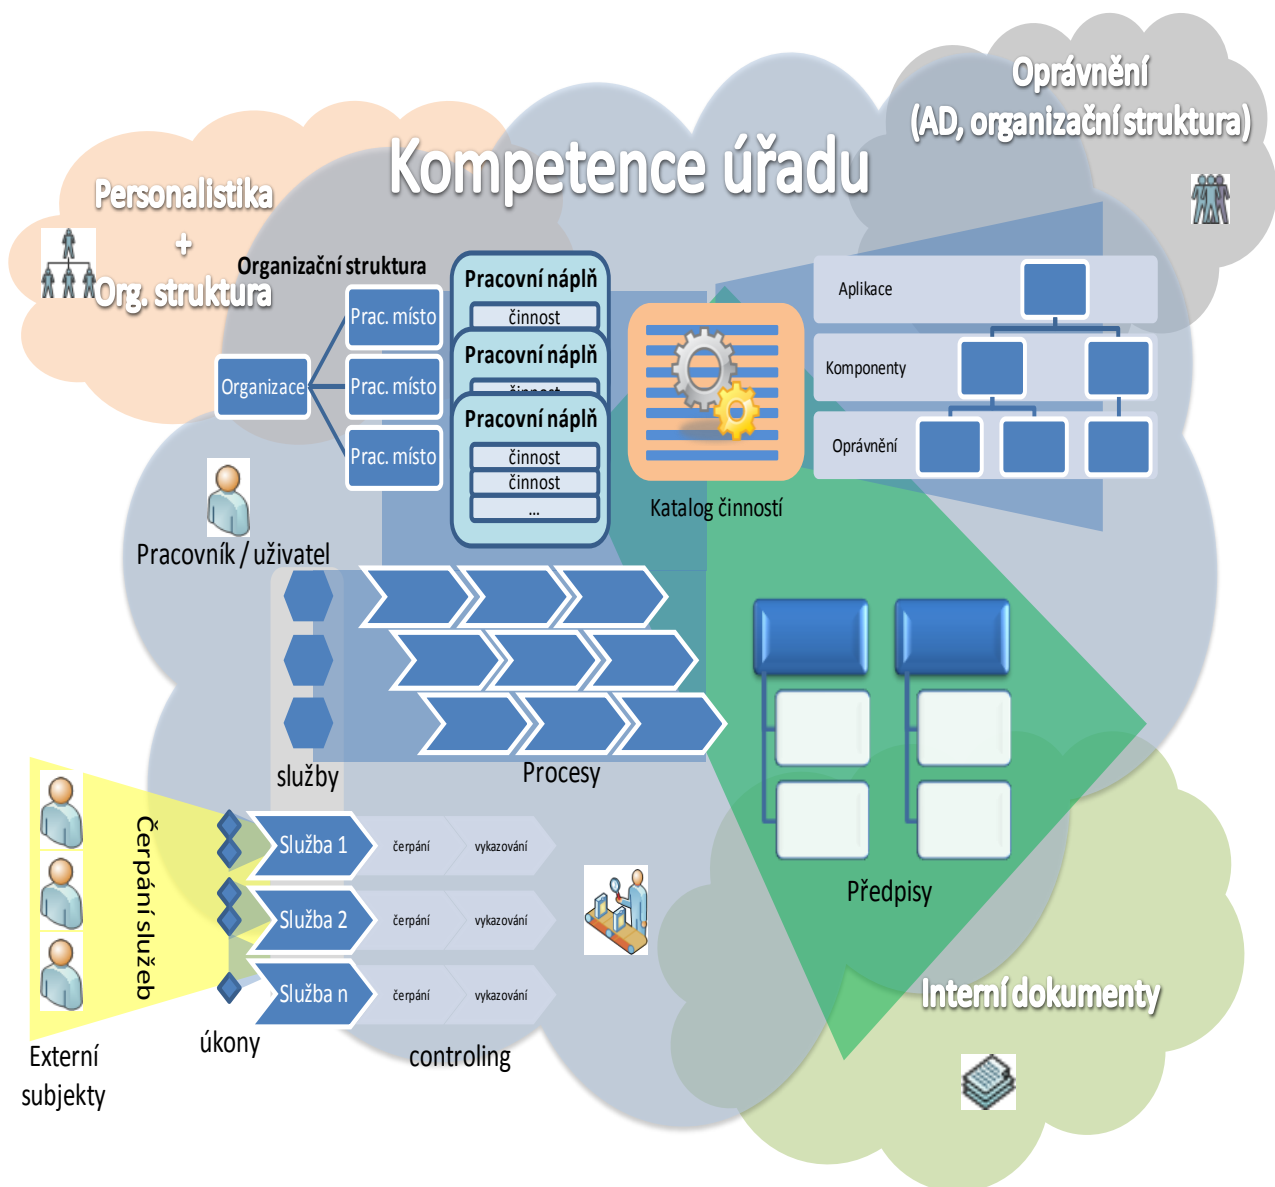 Oprávnění
(AD, organizační struktura)
Kompetence úřadu
Personalistika
+
Org. struktura
Organizační struktura
Organizace
Prac. místo
Prac. místo
Prac. místo
Pracovní náplň
činnost
Pracovní náplň
činnost
Pracovní náplň
činnost
činnost
...
Katalog činností
Aplikace
Komponenty
Oprávnění
Pracovník / uživatel
služby
Procesy
Předpisy
Čerpání služeb
Služba 1
čerpání
vykazování
Služba 2
čerpání
vykazování
Služba n
čerpání
vykazování
Externí
subjekty
úkony
controling
Interní dokumenty